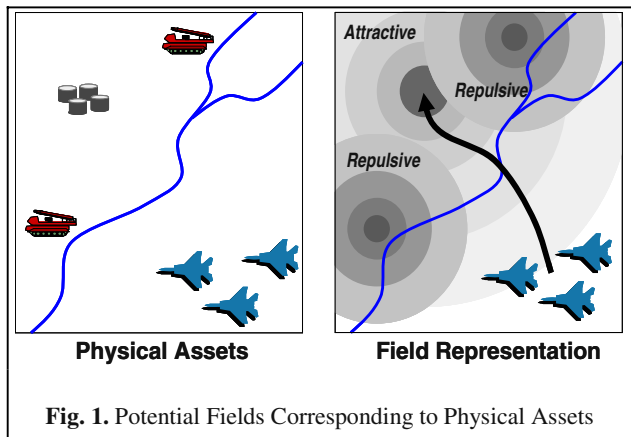 Attractive
Repulsive
Repulsive
Physical Assets
Field Representation
Fig. 1. Potential Fields Corresponding to Physical Assets